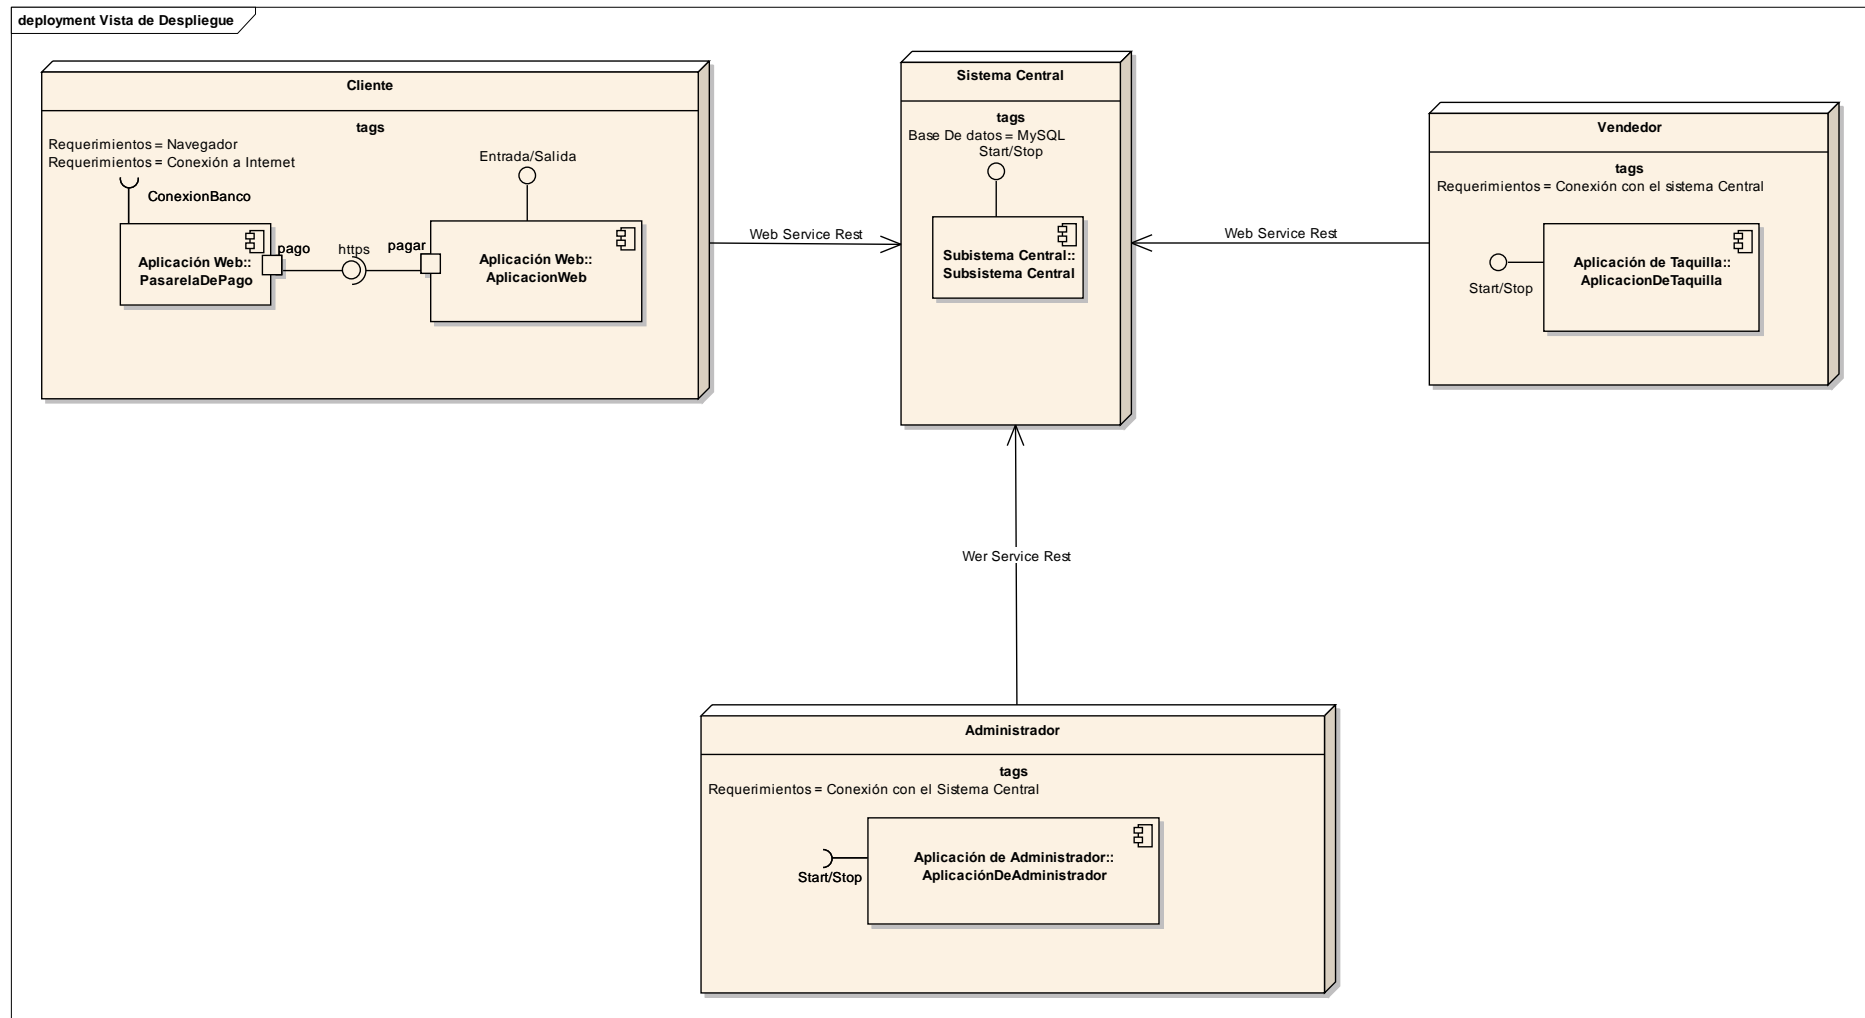 deployment Vista de Despliegue
Cliente
tags
Requerimientos = Navegador
Requerimientos = Conexión a Internet
ConexionBanco
Entrada/Salida
pago
https
pagar
Aplicación Web::
PasarelaDePago
Aplicación Web::
AplicacionWeb
Web Service Rest
Sistema Central
tags
Base De datos = MySQL
Start/Stop
Subistema Central::
Subsistema Central
Web Service Rest
Vendedor
tags
Requerimientos = Conexión con el sistema Central
Start/Stop
Aplicación de Taquilla::
AplicacionDeTaquilla
Wer Service Rest
Administrador
tags
Requerimientos = Conexión con el Sistema Central
Start/Stop
Aplicación de Administrador::
AplicaciónDeAdministrador